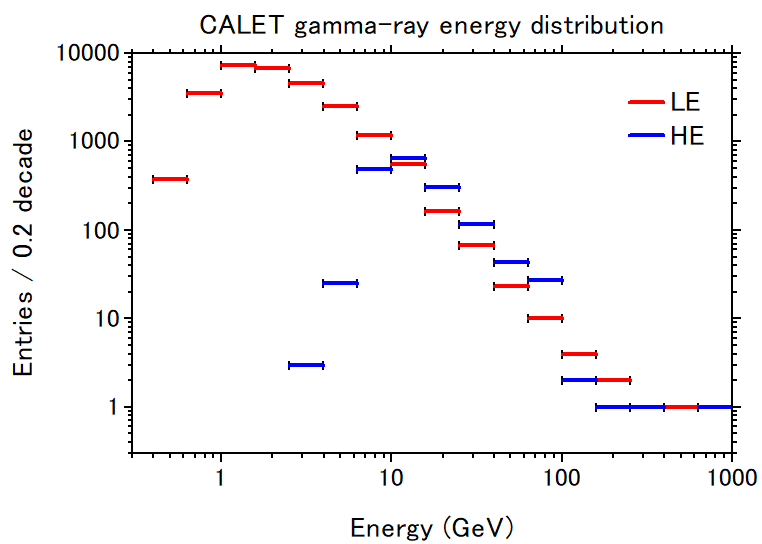 CALET gamma-ray energy distribution
10000
1000
100
10
1
Entries / 0.2 decade
LE
HE
1 10 100 1000
Energy (GeV)